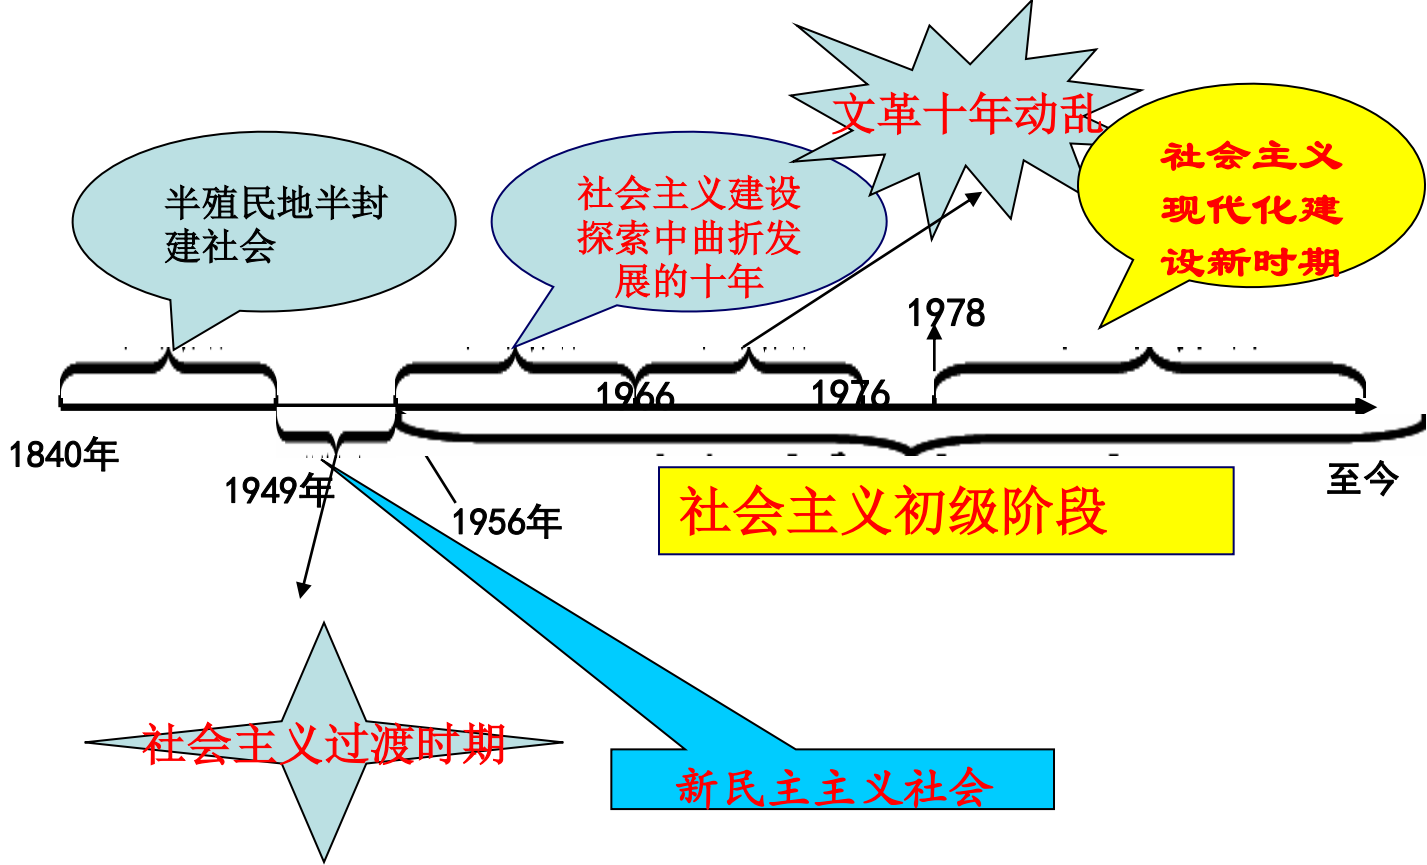 文革十年动乱
半殖民地半封
建社会
社会主义建设
探索中曲折发
展的十年
社会主义
现代化建
设新时期
1978
1966
1976
1840年
1949年
1956年
至今
社会主义初级阶段
社会主义过渡时期
新民主主义社会